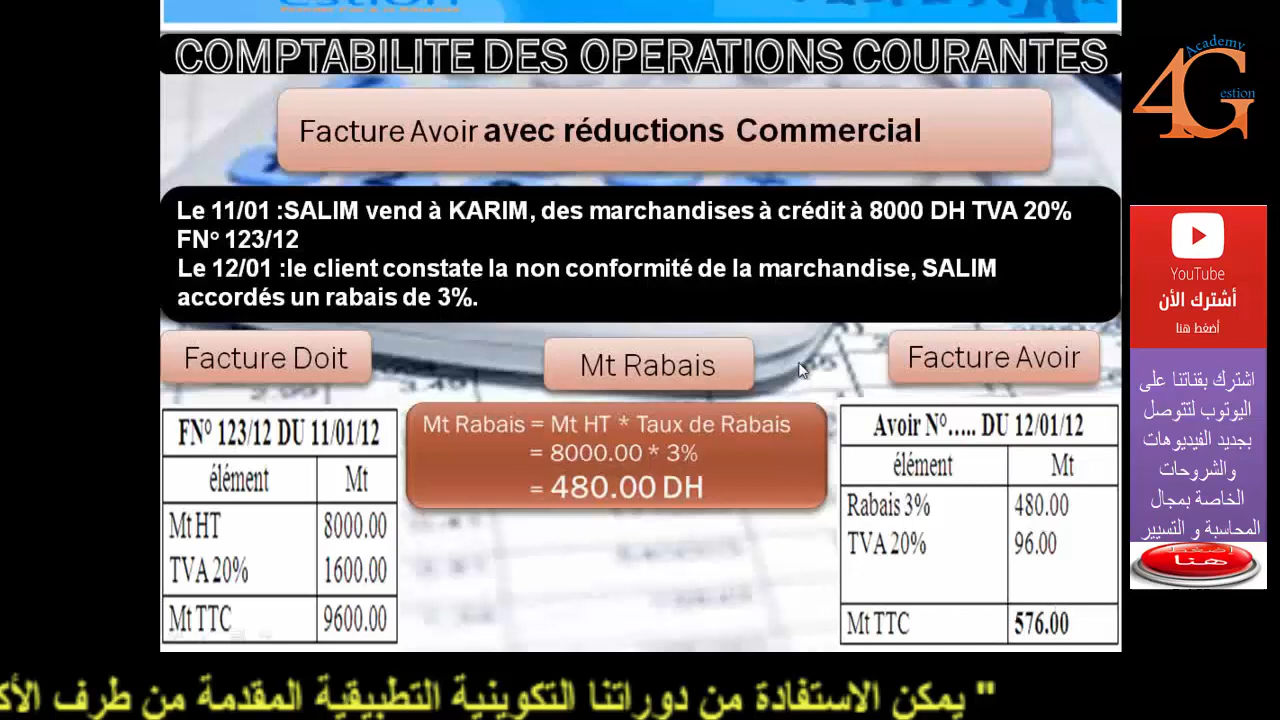 COMPTABILITE DES OPERATIONS COURANTES
Facture Avoir avec réductions Commercial
Le 11/01 :SALIM vend à KARIM, des marchandises à crédit à 8000 DH TVA 20%
FN° 123/12
Le 12/01 :le client constate la non conformité de la marchandise, SALIM
accordés un rabais de 3%.
Facture Doit
Mt Rabais
Facture Avoir
FN° 123/12 DU 11/01/12
élément Mt
Mt HT 8000.00
TVA 20% 1600.00
Mt TTC 9600.00
Mt Rabais = Mt HT * Taux de Rabais
= 8000.00 * 3%
= 480.00 DH
Avoir N°..... DU 12/01/12
élément Mt
Rabais 3% 480.00
TVA 20% 96.00
Mt TTC 576.00
Academy
4G
estion
YouTube
أشترك الأن
أضغط هنا
اشترك بقناتنا على
اليوتوب لتتوصل
بجديد الفيديوهات
والشروحات
الخاصة بمجال
المحاسبة و التسيير
إضغط
هنا
" يمكن الاستفادة من دوراتنا التكوينية التطبيقية المقدمة من طرف